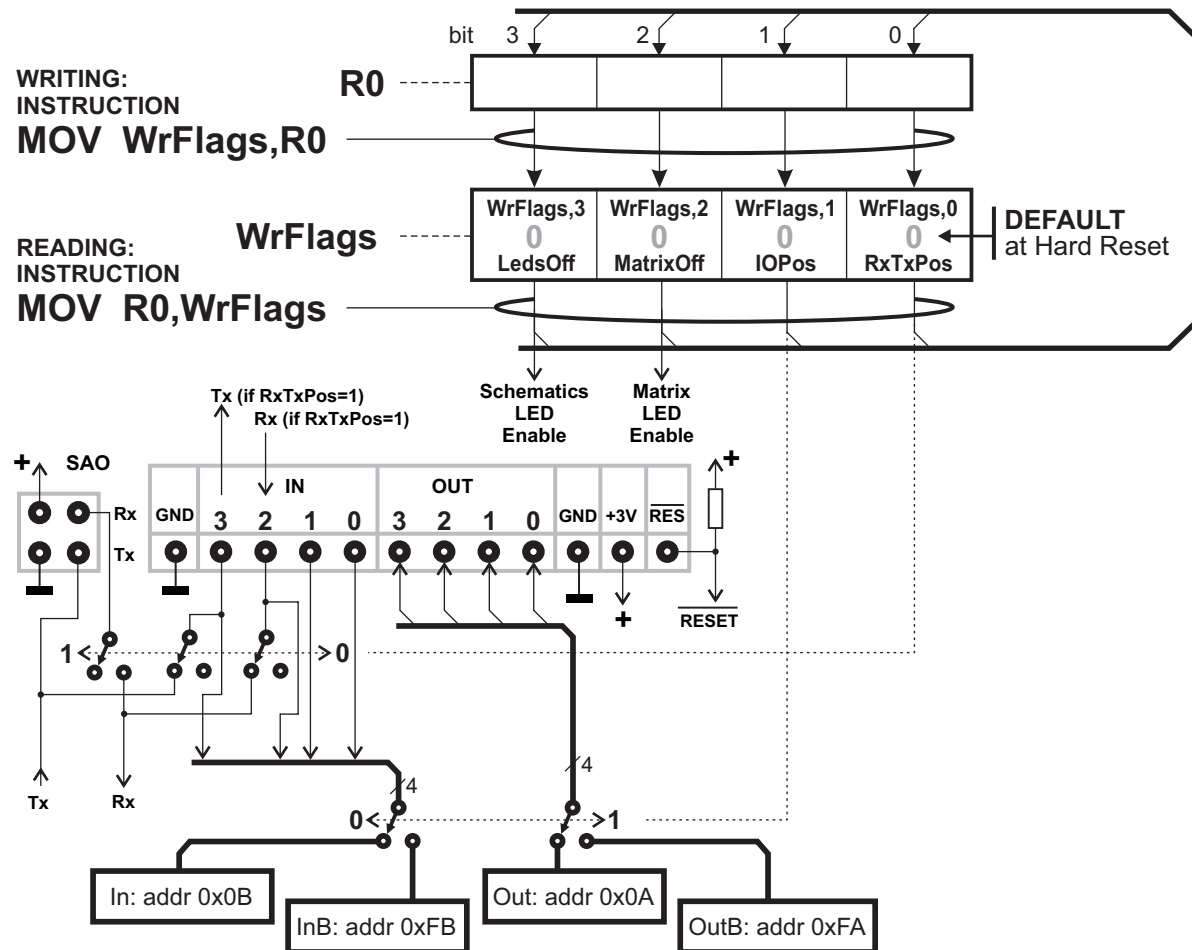 bit 3 2 1 0
WRITING:
INSTRUCTION
MOV WrFlags,R0
R0
WrFlags,3 WrFlags,2 WrFlags,1 WrFlags,0
0 0 0 0
LedsOff MatrixOff IOPos RxTxPos
WrFlags
DEFAULT
at Hard Reset
READING:
INSTRUCTION
MOV R0,WrFlags
Schematics
LED
Enable
Matrix
LED
Enable
Tx (if RxTxPos=1)
Rx (if RxTxPos=1)
+ SAO
Rx
Tx
IN OUT
GND 3 2 1 0 3 2 1 0 GND +3V RES
+
+
RESET
1 0
Tx Rx
4
4
0 1
In: addr 0x0B
InB: addr 0xFB
Out: addr 0x0A
OutB: addr 0xFA